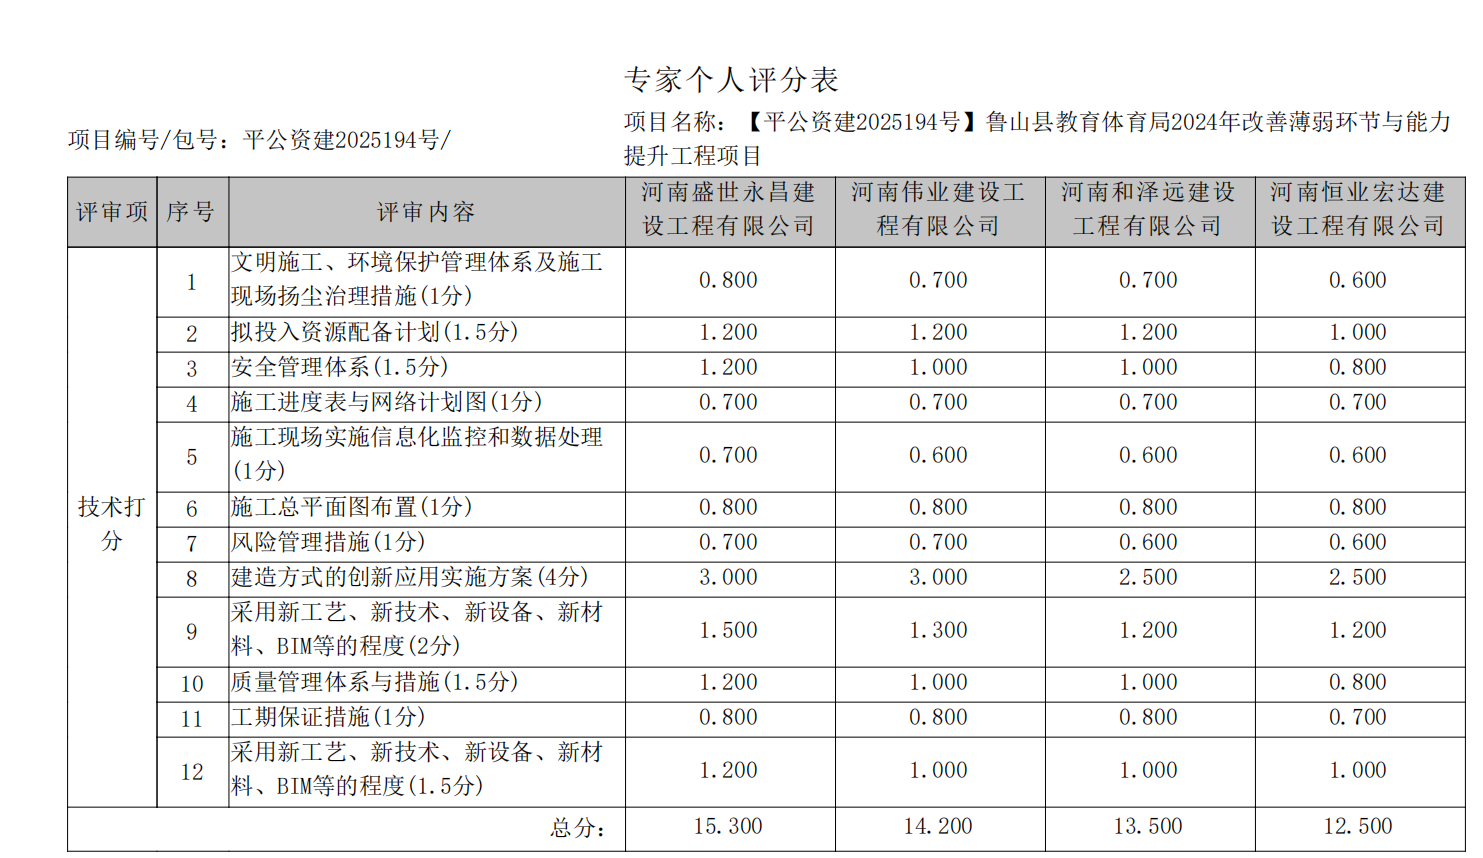 专家个人评分表
项目编号/包号：平公资建2025194号/
项目名称：【平公资建2025194号】鲁山县教育体育局2024年改善薄弱环节与能力
提升工程项目
评审项 序号 评审内容 河南盛世永昌建 河南伟业建设工 河南和泽远建设 河南恒业宏达建
设工程有限公司 程有限公司 工程有限公司 设工程有限公司
技术打
分
1 文明施工、环境保护管理体系及施工
现场扬尘治理措施(1分) 0.800 0.700 0.700 0.600
2 拟投入资源配备计划(1.5分) 1.200 1.200 1.200 1.000
3 安全管理体系(1.5分) 1.200 1.000 1.000 0.800
4 施工进度表与网络计划图(1分) 0.700 0.700 0.700 0.700
5 施工现场实施信息化监控和数据处理
(1分) 0.700 0.600 0.600 0.600
6 施工总平面图布置(1分) 0.800 0.800 0.800 0.800
7 风险管理措施(1分) 0.700 0.700 0.600 0.600
8 建造方式的创新应用实施方案(4分) 3.000 3.000 2.500 2.500
9 采用新工艺、新技术、新设备、新材
料、BIM等的程度(2分) 1.500 1.300 1.200 1.200
10 质量管理体系与措施(1.5分) 1.200 1.000 1.000 0.800
11 工期保证措施(1分) 0.800 0.800 0.800 0.700
12 采用新工艺、新技术、新设备、新材
料、BIM等的程度(1.5分) 1.200 1.000 1.000 1.000
总分： 15.300 14.200 13.500 12.500